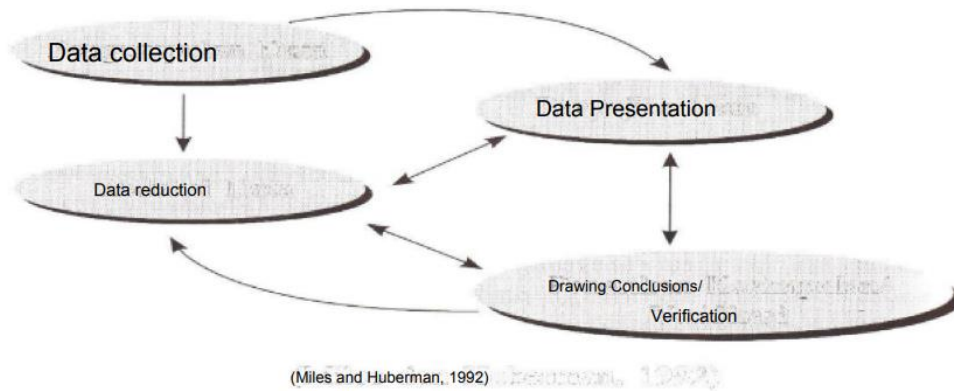 Data collection
Data Presentation
Data reduction
Drawing Conclusions/
Verification
(Miles and Huberman, 1992)